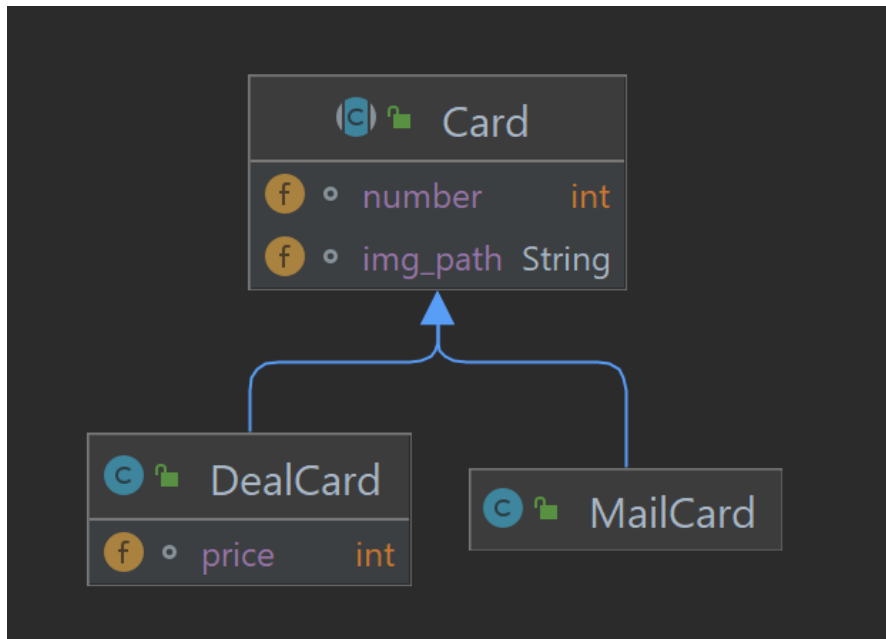 C Card
f number int
f img_path String
C DealCard
f price int
C MailCard